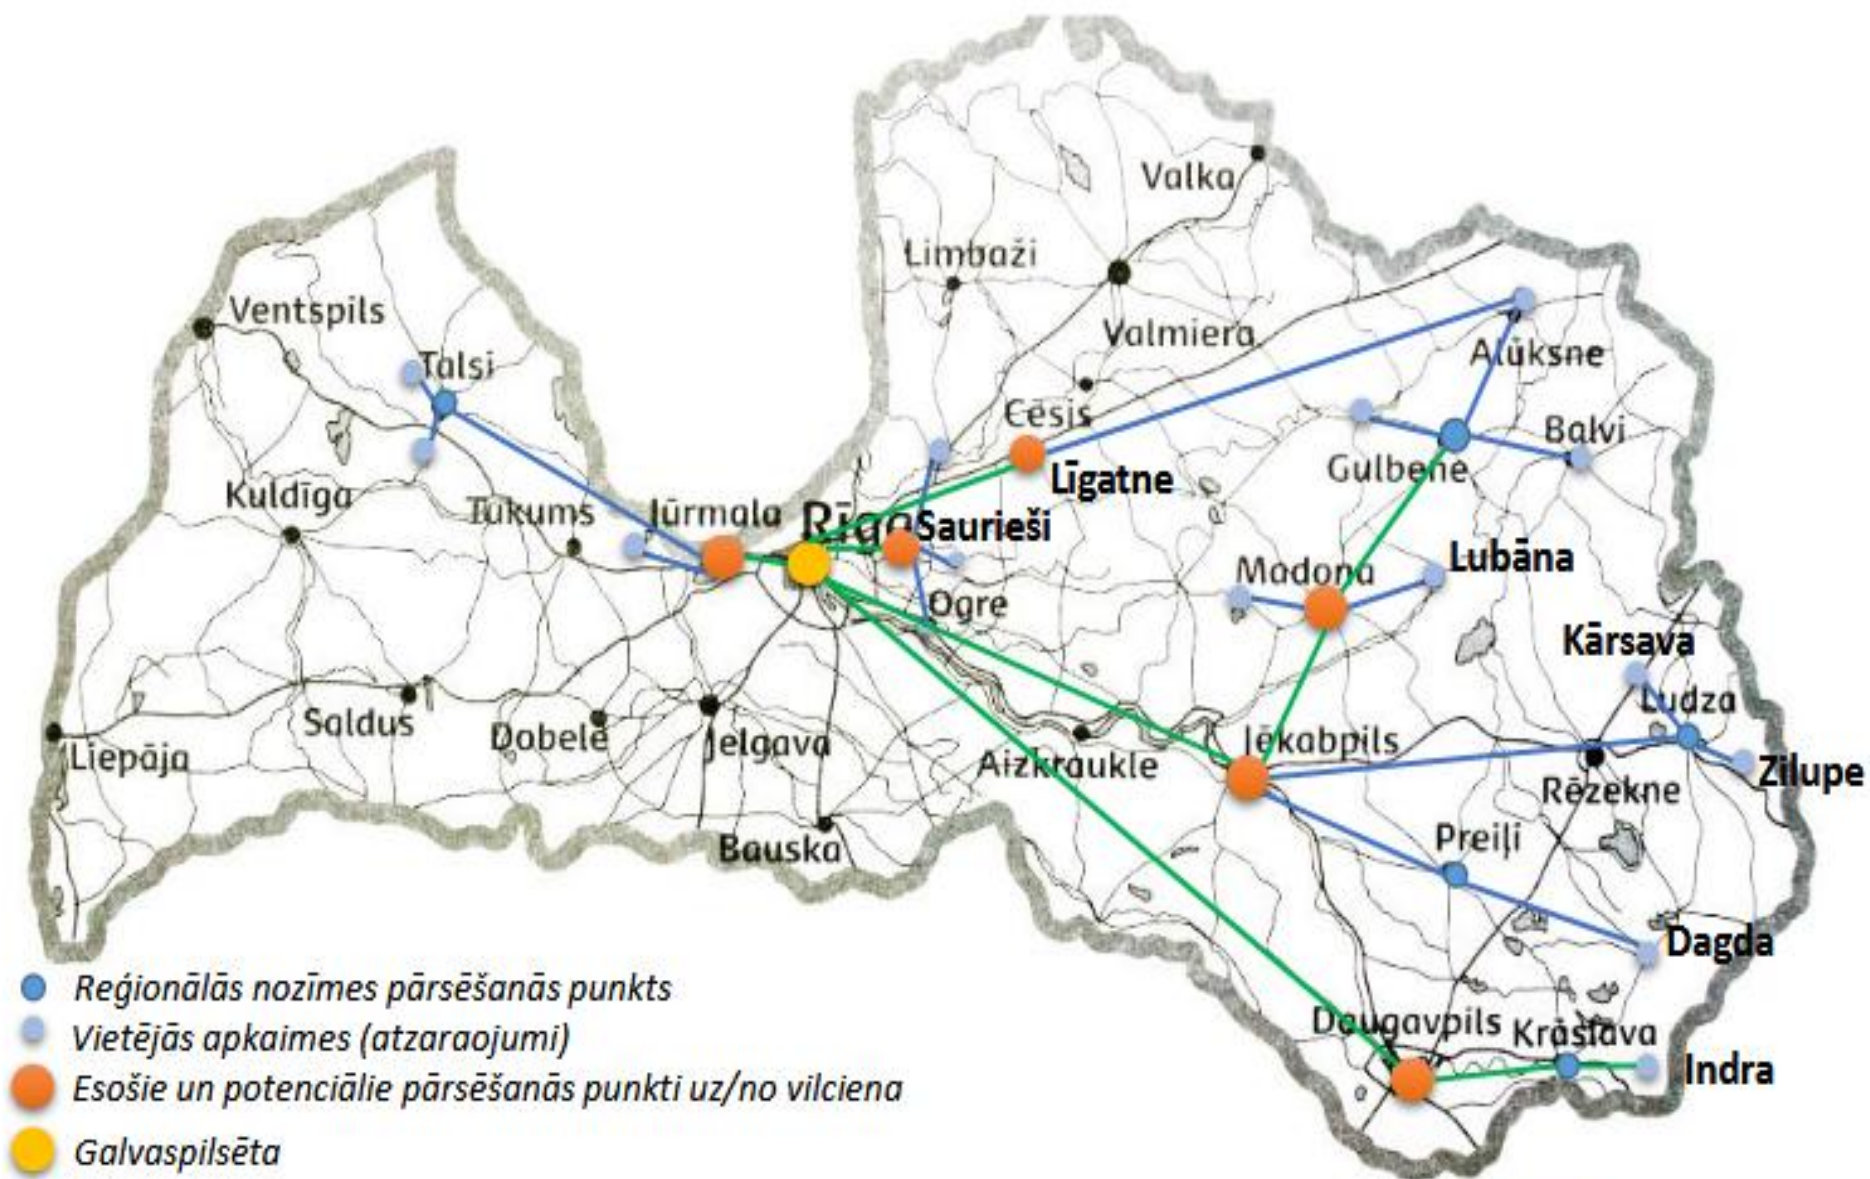 Valka
Limbaži
Ventspils
Valmiera
Talsi
Alūksne
Cēsis
Balvi
Gulbene
Līgatne
Kuldīga
Tukums
Jūrmala
Rīga
Saurieši
Lubāna
Madona
Ogre
Kārsava
Ludza
Saldus
Dobele
Jelgava
Jēkabpils
Liepāja
Aizkraukle
Zilupe
Rēzekne
Bauska
Preiļi
Dagda
Daugavpils
Krāslava
Indra
Reģionālās nozīmes pārsēšanās punkts
Vietējās apkaimes (atzaraojumi)
Esošie un potenciālie pārsēšanās punkti uz/no vilciena
Galvaspilsēta